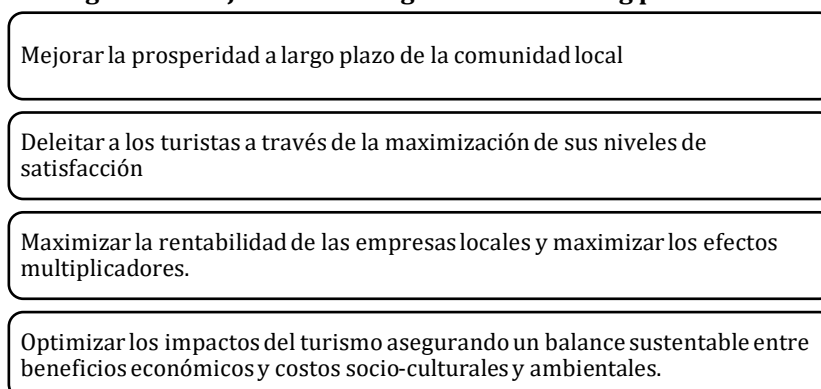 Mejorar la prosperidad a largo plazo de la comunidad local
Deleitar a los turistas a través de la maximización de sus niveles de
satisfacción
Maximizar la rentabilidad de las empresas locales y maximizar los efectos
multiplicadores.
Optimizar los impactos del turismo asegurando un balance sustentable entre
beneficios económicos y costos socio-culturales y ambientales.